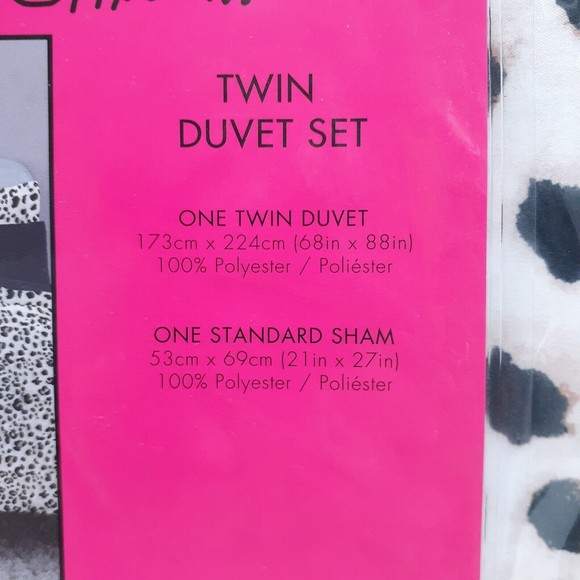 TWIN
DUVET SET
ONE TWIN DUVET
173cm x 224cm (68in x 88in)
100% Polyester / Poliéster
ONE STANDARD SHAM
53cm x 69cm (21in x 27in)
100% Polyester / Poliéster